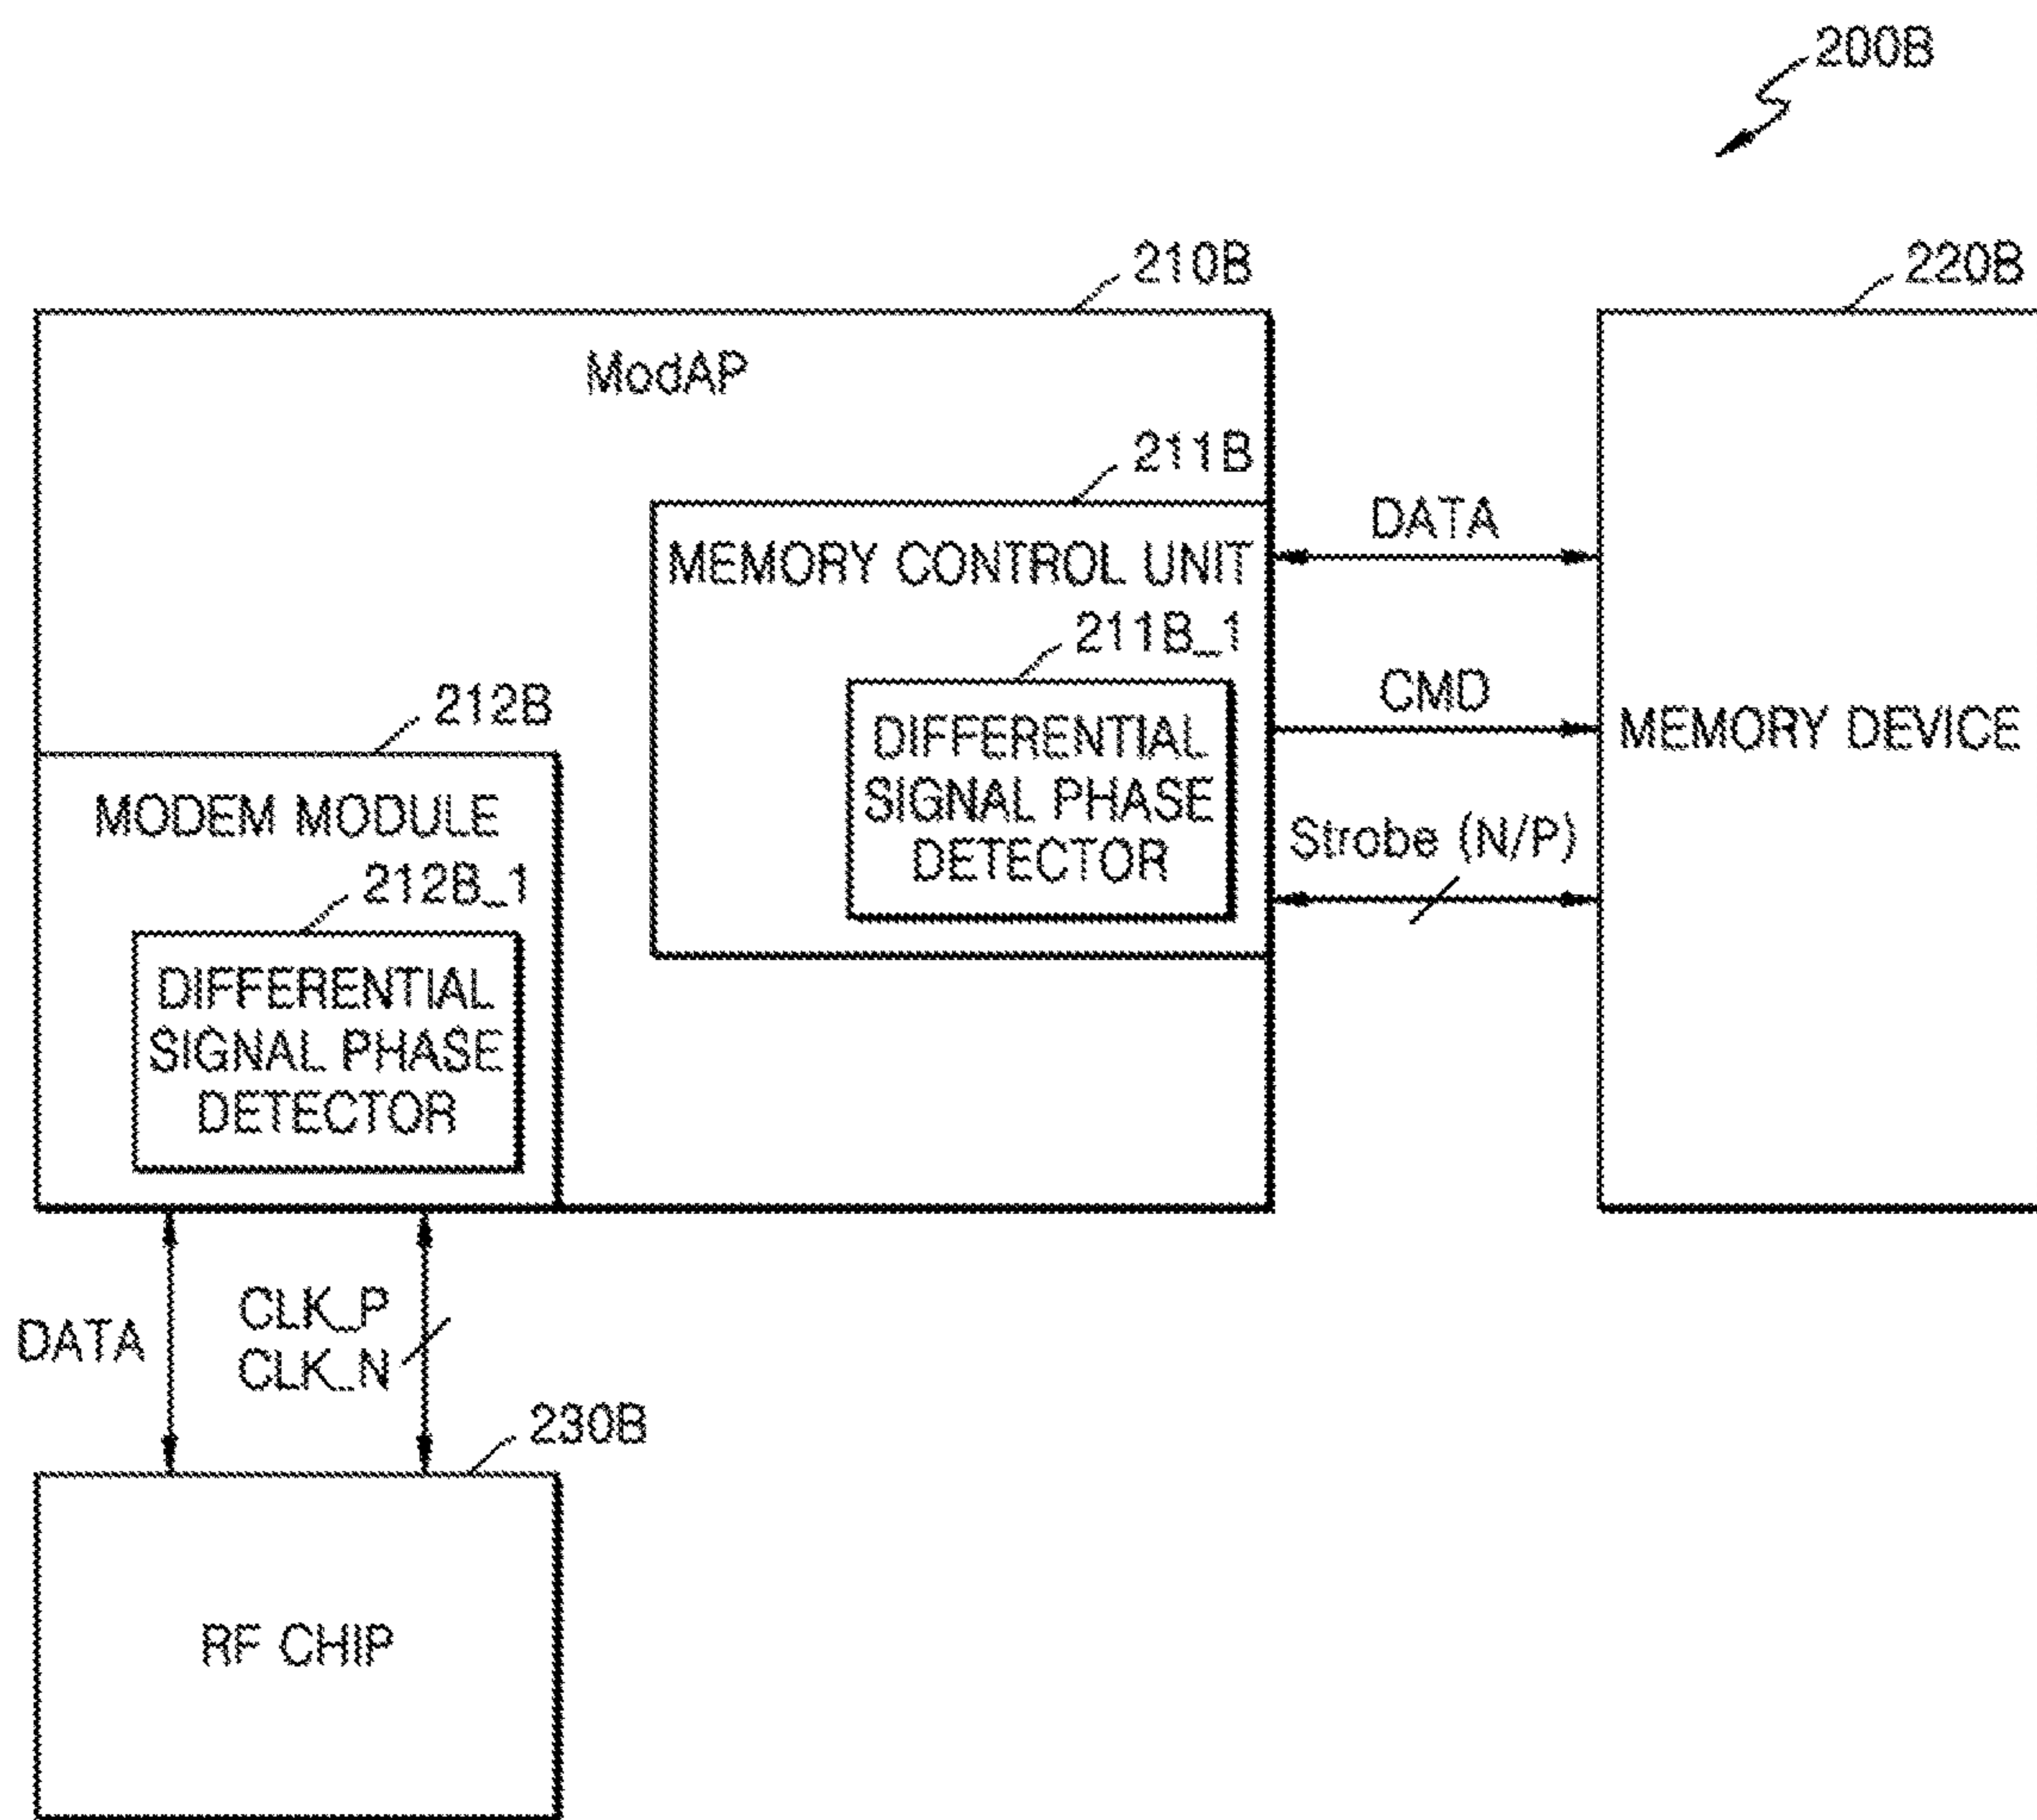 200B
210B
220B
ModAP
211B
MEMORY CONTROL UNIT
211B_1
DIFFERENTIAL
SIGNAL PHASE
DETECTOR
DATA
CMD
Strobe (N/P)
MEMORY DEVICE
212B
MODEM MODULE
212B_1
DIFFERENTIAL
SIGNAL PHASE
DETECTOR
DATA
CLK_P
CLK_N
230B
RF CHIP